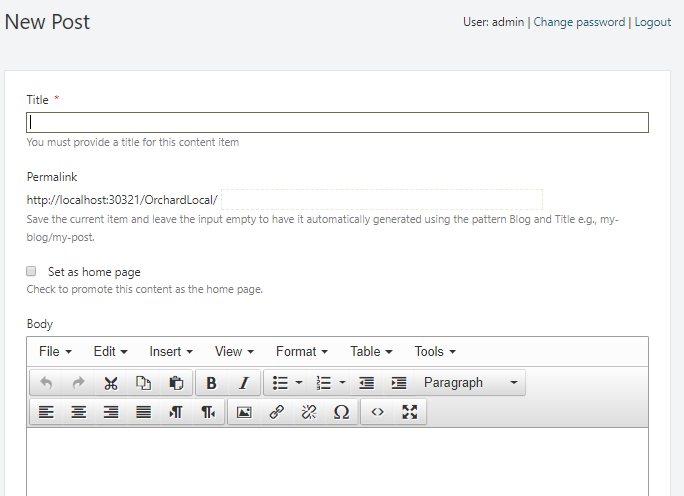 New Post
User: admin | Change password | Logout
Title *
You must provide a title for this content item
Permalink
http://localhost:30321/OrchardLocal/
Save the current item and leave the input empty to have it automatically generated using the pattern Blog and Title e.g., my-
blog/my-post.
Set as home page
Check to promote this content as the home page.
Body
File Edit Insert View Format Table Tools
B I Paragraph
Ω